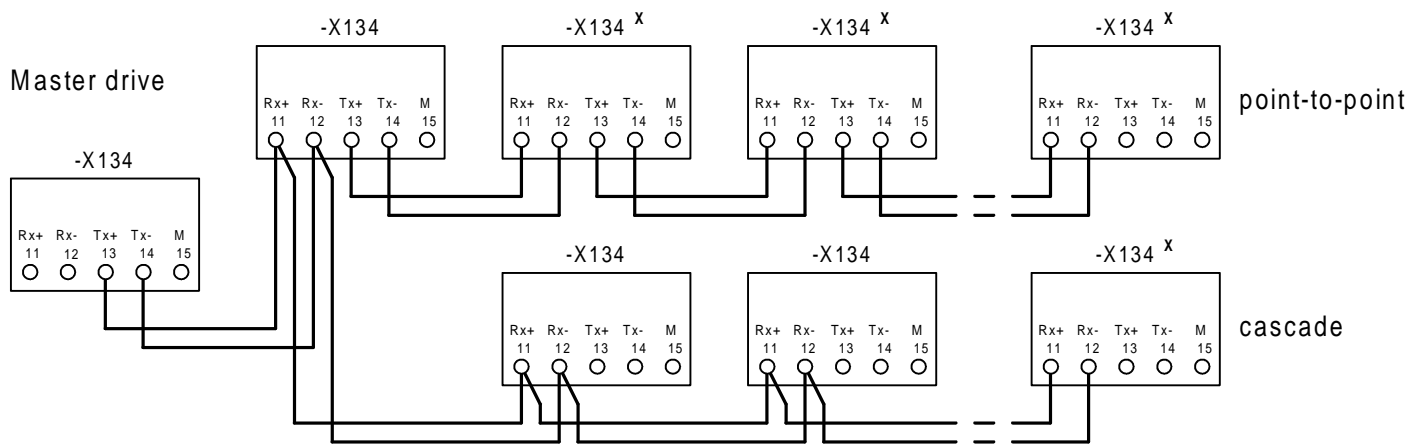 -X134 -X134 x -X134 x -X134 x
Master drive
Rx+ Rx- Tx+ Tx- M Rx+ Rx- Tx+ Tx- M Rx+ Rx- Tx+ Tx- M Rx+ Rx- Tx+ Tx- M
point-to-point
11 12 13 14 15 11 12 13 14 15 11 12 13 14 15 11 12 13 14 15
-X134
Rx+ Rx- Tx+ Tx- M
11 12 13 14 15
-X134 -X134 -X134 x
Rx+ Rx- Tx+ Tx- M Rx+ Rx- Tx+ Tx- M Rx+ Rx- Tx+ Tx- M
cascade
11 12 13 14 15 11 12 13 14 15 11 12 13 14 15